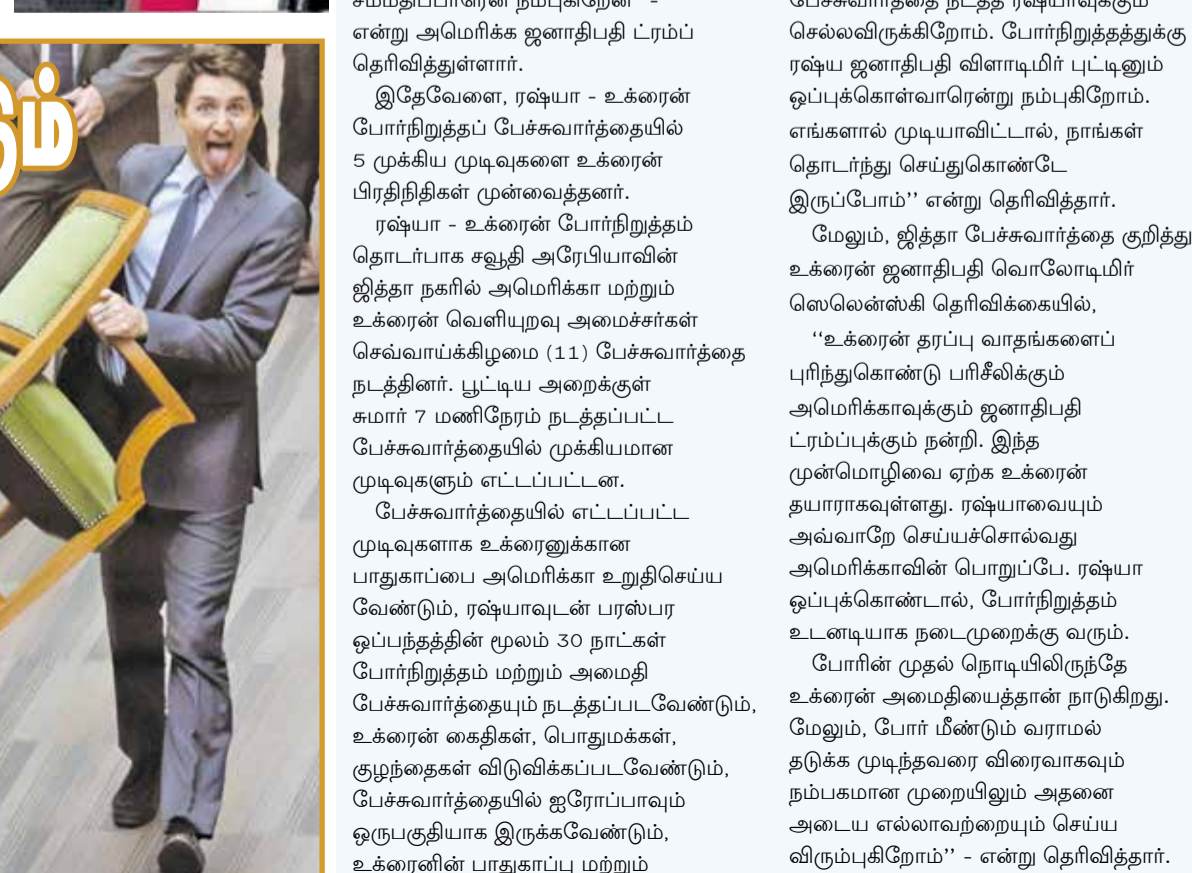 டும்
சம்மதிப்பாரென நம்புகிறேன்'' -
என்று அமெரிக்க ஜனாதிபதி ட்ரம்ப்
தெரிவித்துள்ளார்.
இதேவேளை, ரஷ்யா - உக்ரைன்
போர்நிறுத்தப் பேச்சுவார்த்தையில்
5 முக்கிய முடிவுகளை உக்ரைன்
பிரதிநிதிகள் முன்வைத்தனர்.
ரஷ்யா - உக்ரைன் போர்நிறுத்தம்
தொடர்பாக சவூதி அரேபியாவின்
ஜித்தா நகரில் அமெரிக்கா மற்றும்
உக்ரைன் வெளியுறவு அமைச்சர்கள்
செவ்வாய்க்கிழமை (11) பேச்சுவார்த்தை
நடத்தினர். பூட்டிய அறைக்குள்
சுமார் 7 மணிநேரம் நடத்தப்பட்ட
பேச்சுவார்த்தையில் முக்கியமான
முடிவுகளும் எட்டப்பட்டன.
பேச்சுவார்த்தையில் எட்டப்பட்ட
முடிவுகளாக உக்ரைனுக்கான
பாதுகாப்பை அமெரிக்கா உறுதிசெய்ய
வேண்டும், ரஷ்யாவுடன் பரஸ்பர
ஒப்பந்தத்தின் மூலம் 30 நாட்கள்
போர்நிறுத்தம் மற்றும் அமைதி
பேச்சுவார்த்தையும் நடத்தப்படவேண்டும்,
உக்ரைன் கைதிகள், பொதுமக்கள்,
குழந்தைகள் விடுவிக்கப்படவேண்டும்,
பேச்சுவார்த்தையில் ஐரோப்பாவும்
ஒருபகுதியாக இருக்கவேண்டும்,
உக்ரைனின் பாதுகாப்பு மற்றும்
பேச்சுவார்த்தை நடத்த ரஷ்யாவுக்கும்
செல்லவிருக்கிறோம். போர்நிறுத்தத்துக்கு
ரஷ்ய ஜனாதிபதி விளாடிமிர் புட்டினும்
ஒப்புக்கொள்வாரென்று நம்புகிறோம்.
எங்களால் முடியாவிட்டால், நாங்கள்
தொடர்ந்து செய்துகொண்டே
இருப்போம்'' என்று தெரிவித்தார்.
மேலும், ஜித்தா பேச்சுவார்த்தை குறித்து
உக்ரைன் ஜனாதிபதி வொலோடிமிர்
ஸெலென்ஸ்கி தெரிவிக்கையில்,
''உக்ரைன் தரப்பு வாதங்களைப்
புரிந்துகொண்டு பரிசீலிக்கும்
அமெரிக்காவுக்கும் ஜனாதிபதி
ட்ரம்ப்புக்கும் நன்றி. இந்த
முன்மொழிவை ஏற்க உக்ரைன்
தயாராகவுள்ளது. ரஷ்யாவையும்
அவ்வாறே செய்யச்சொல்வது
அமெரிக்காவின் பொறுப்பே. ரஷ்யா
ஒப்புக்கொண்டால், போர்நிறுத்தம்
உடனடியாக நடைமுறைக்கு வரும்.
போரின் முதல் நொடியிலிருந்தே
உக்ரைன் அமைதியைத்தான் நாடுகிறது.
மேலும், போர் மீண்டும் வராமல்
தடுக்க முடிந்தவரை விரைவாகவும்
நம்பகமான முறையிலும் அதனை
அடைய எல்லாவற்றையும் செய்ய
விரும்புகிறோம்'' - என்று தெரிவித்தார்.